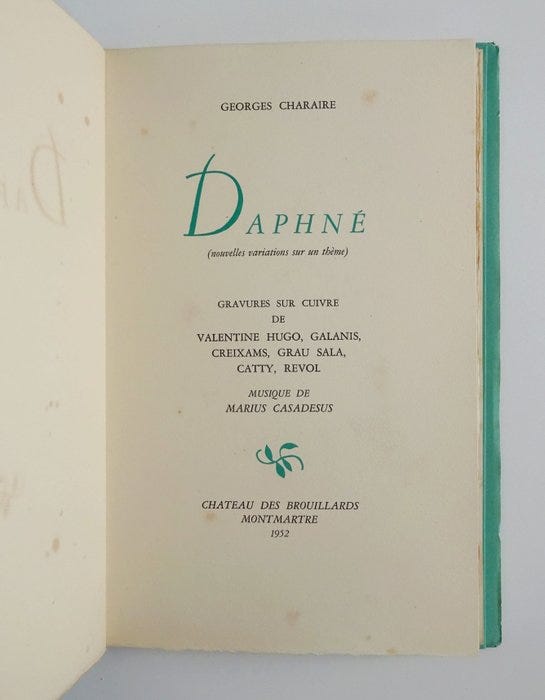 GEORGES CHARAIRE
DAPHNÉ
(nouvelles variations sur un thème)
GRAVURES SUR CUIVRE
DE
VALENTINE HUGO, GALANIS,
CREIXAMS, GRAU SALA,
CATTY, REVOL
MUSIQUE DE
MARIUS CASADESUS
CHATEAU DES BROUILLARDS
MONTMARTRE
1952